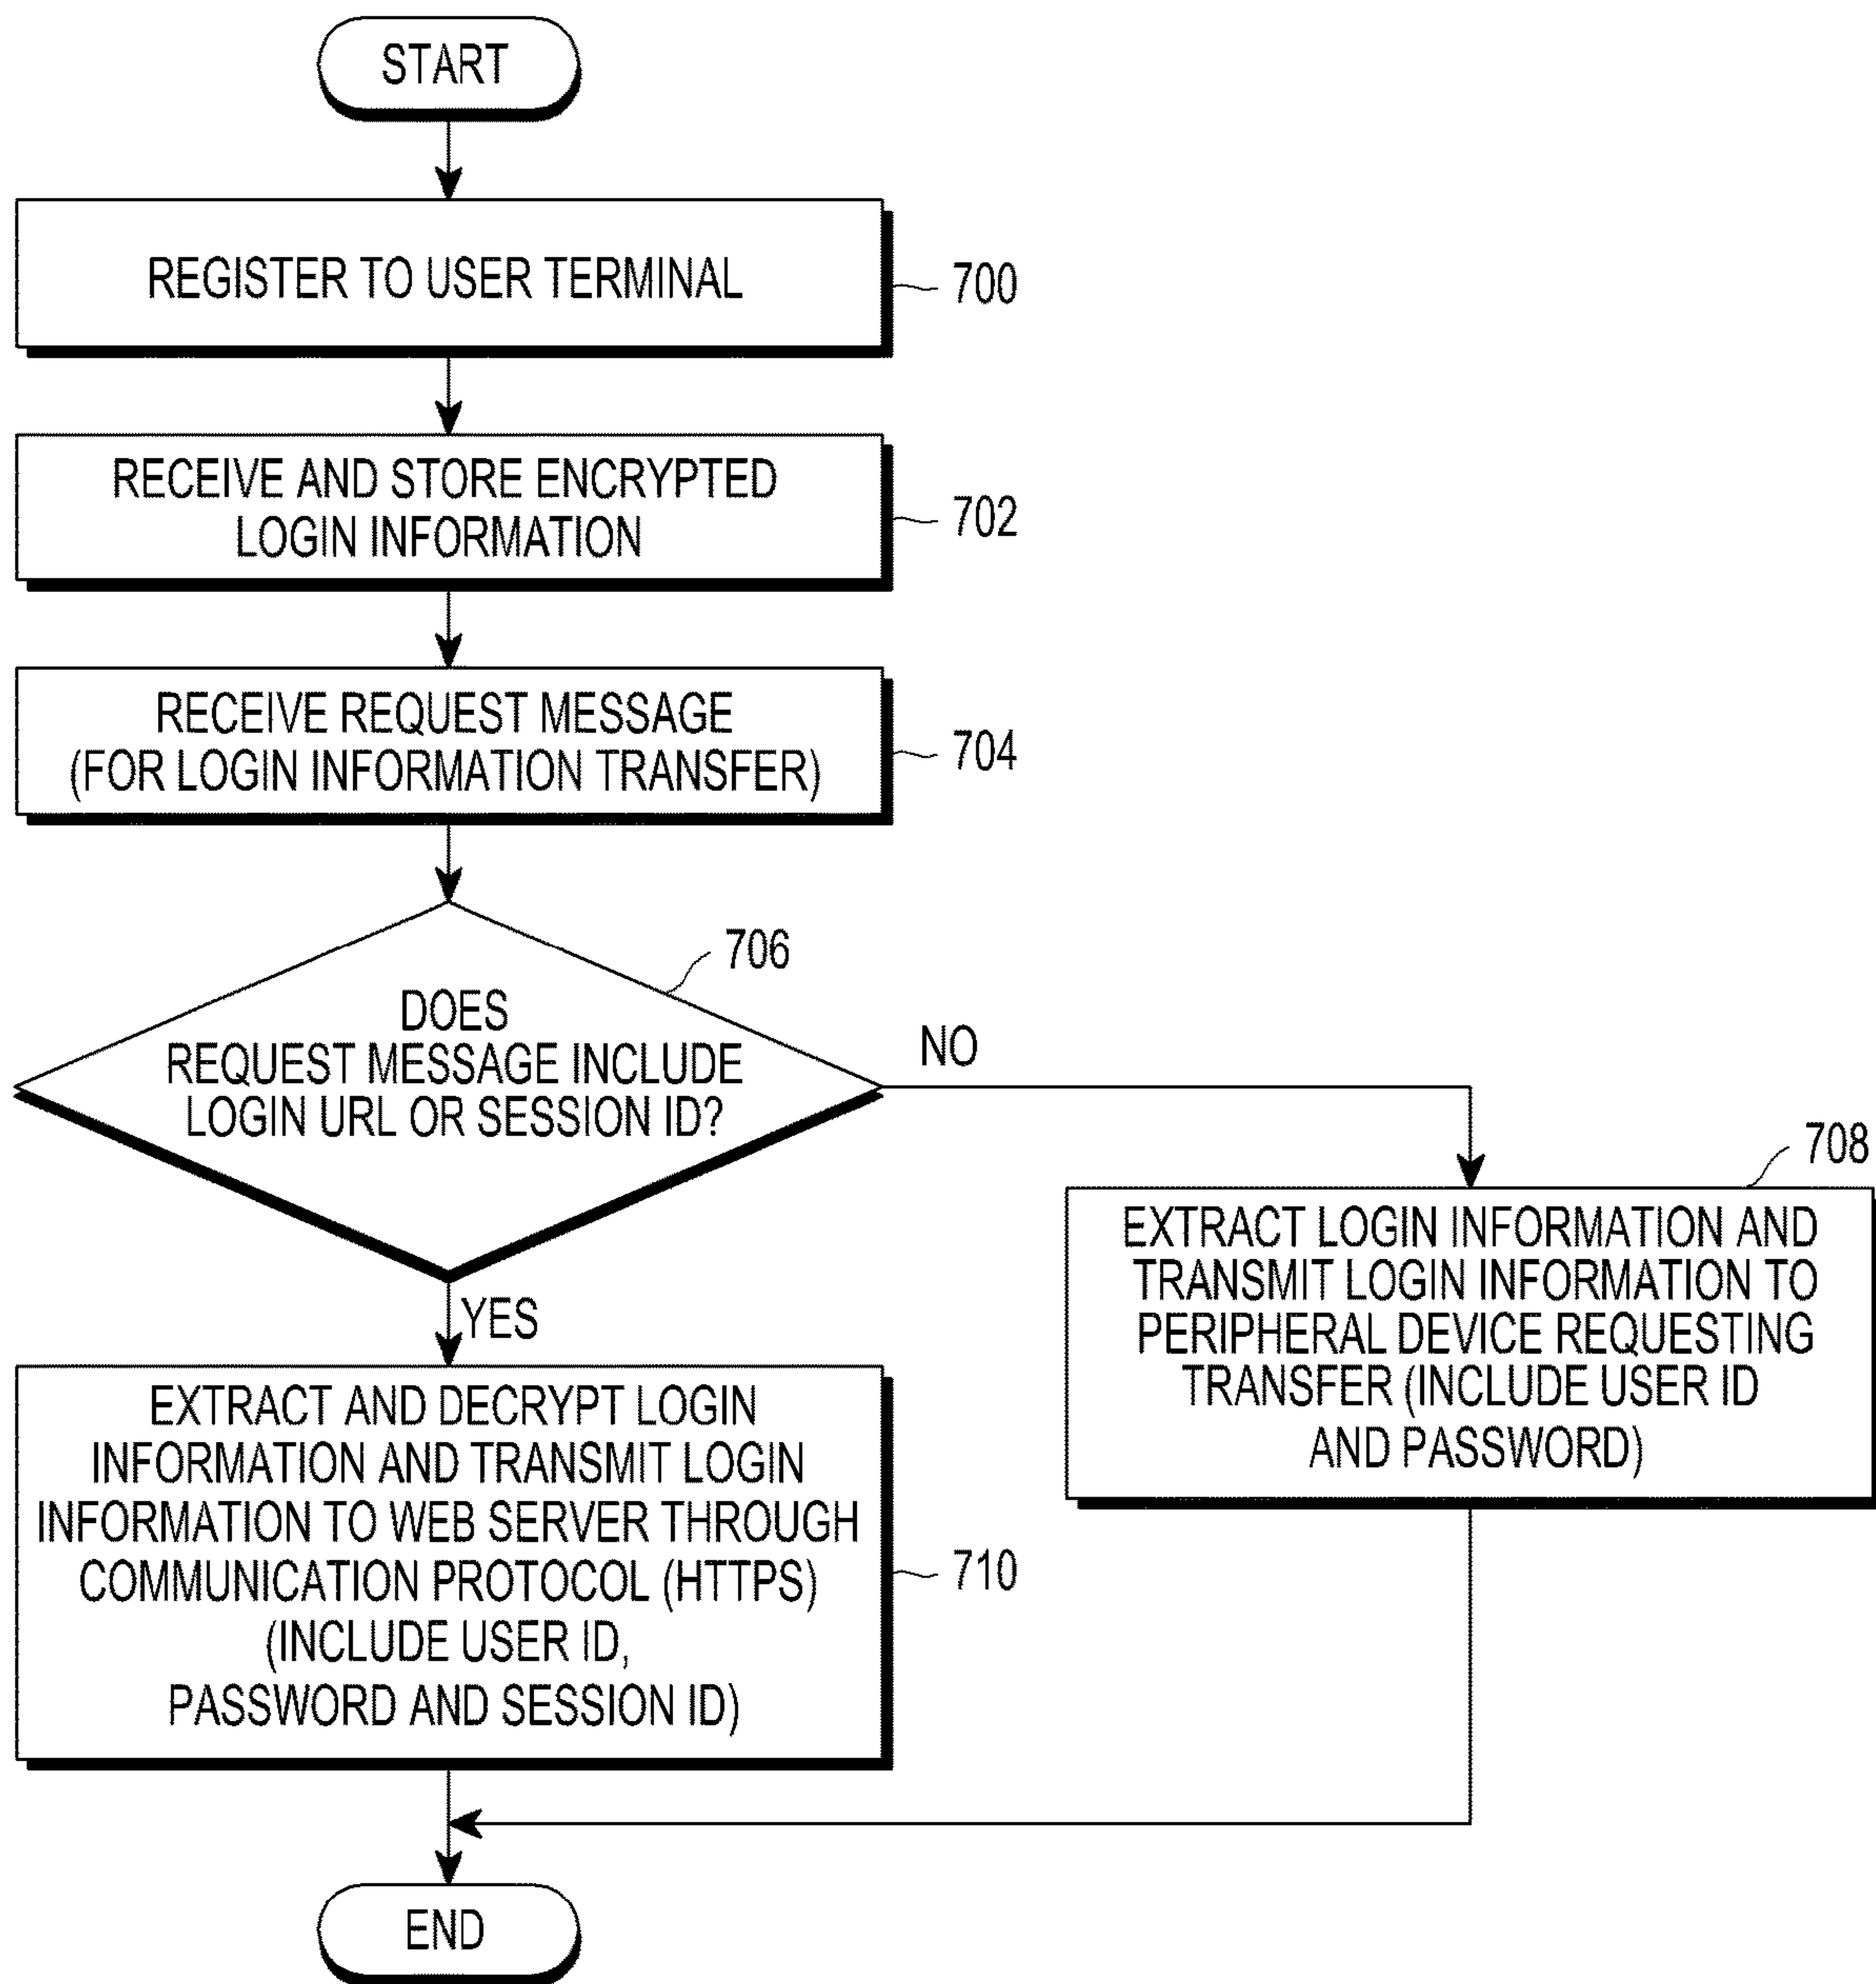 START
REGISTER TO USER TERMINAL
700
RECEIVE AND STORE ENCRYPTED
LOGIN INFORMATION
702
RECEIVE REQUEST MESSAGE
(FOR LOGIN INFORMATION TRANSFER)
704
706
DOES
REQUEST MESSAGE INCLUDE
LOGIN URL OR SESSION ID?
NO
YES
708
EXTRACT LOGIN INFORMATION AND
TRANSMIT LOGIN INFORMATION TO
PERIPHERAL DEVICE REQUESTING
TRANSFER (INCLUDE USER ID
AND PASSWORD)
EXTRACT AND DECRYPT LOGIN
INFORMATION AND TRANSMIT LOGIN
INFORMATION TO WEB SERVER THROUGH
COMMUNICATION PROTOCOL (HTTPS)
(INCLUDE USER ID,
PASSWORD AND SESSION ID)
710
END